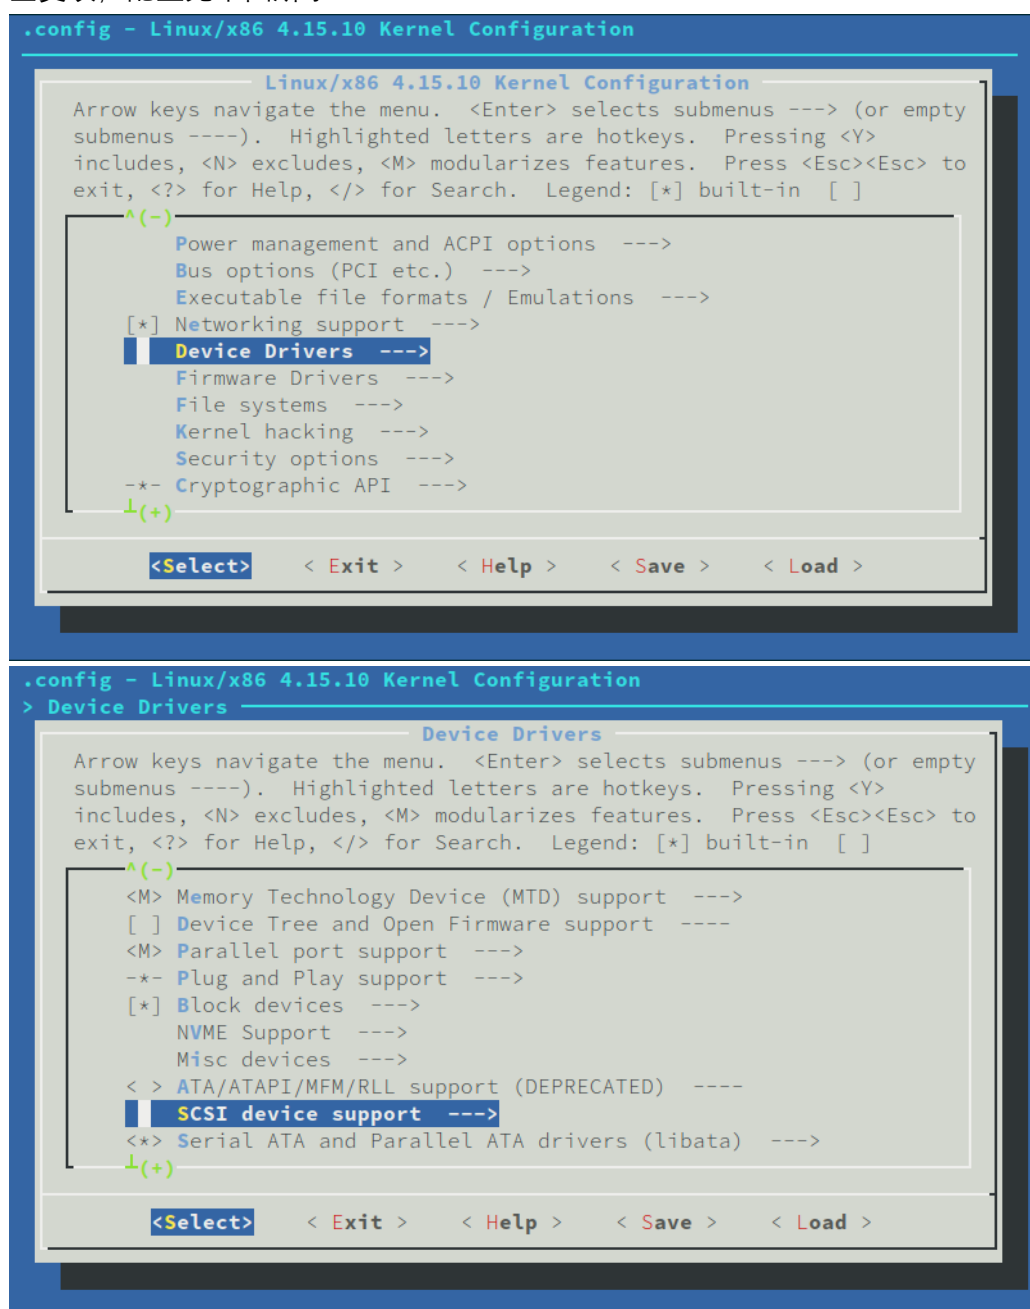 .config - Linux/x86 4.15.10 Kernel Configuration
Linux/x86 4.15.10 Kernel Configuration
Arrow keys navigate the menu.  <Enter> selects submenus ---> (or empty
submenus ----).  Highlighted letters are hotkeys.  Pressing <Y>
includes, <N> excludes, <M> modularizes features.  Press <Esc><Esc> to
exit, <?> for Help, </> for Search.  Legend: [*] built-in  [ ]
^(-)
Power management and ACPI options  --->
Bus options (PCI etc.)  --->
Executable file formats / Emulations  --->
[*] Networking support  --->
Device Drivers  --->
Firmware Drivers  --->
File systems  --->
Kernel hacking  --->
Security options  --->
-*- Cryptographic API  --->
┴(+)
<Select>    < Exit >    < Help >    < Save >    < Load >
.config - Linux/x86 4.15.10 Kernel Configuration
> Device Drivers
Device Drivers
Arrow keys navigate the menu.  <Enter> selects submenus ---> (or empty
submenus ----).  Highlighted letters are hotkeys.  Pressing <Y>
includes, <N> excludes, <M> modularizes features.  Press <Esc><Esc> to
exit, <?> for Help, </> for Search.  Legend: [*] built-in  [ ]
^(-)
<M> Memory Technology Device (MTD) support  --->
[ ] Device Tree and Open Firmware support  ----
<M> Parallel port support  --->
-*- Plug and Play support  --->
[*] Block devices  --->
NVME Support  --->
Misc devices  --->
< > ATA/ATAPI/MFM/RLL support (DEPRECATED)  ----
SCSI device support  --->
<*> Serial ATA and Parallel ATA drivers (libata)  --->
┴(+)
<Select>    < Exit >    < Help >    < Save >    < Load >